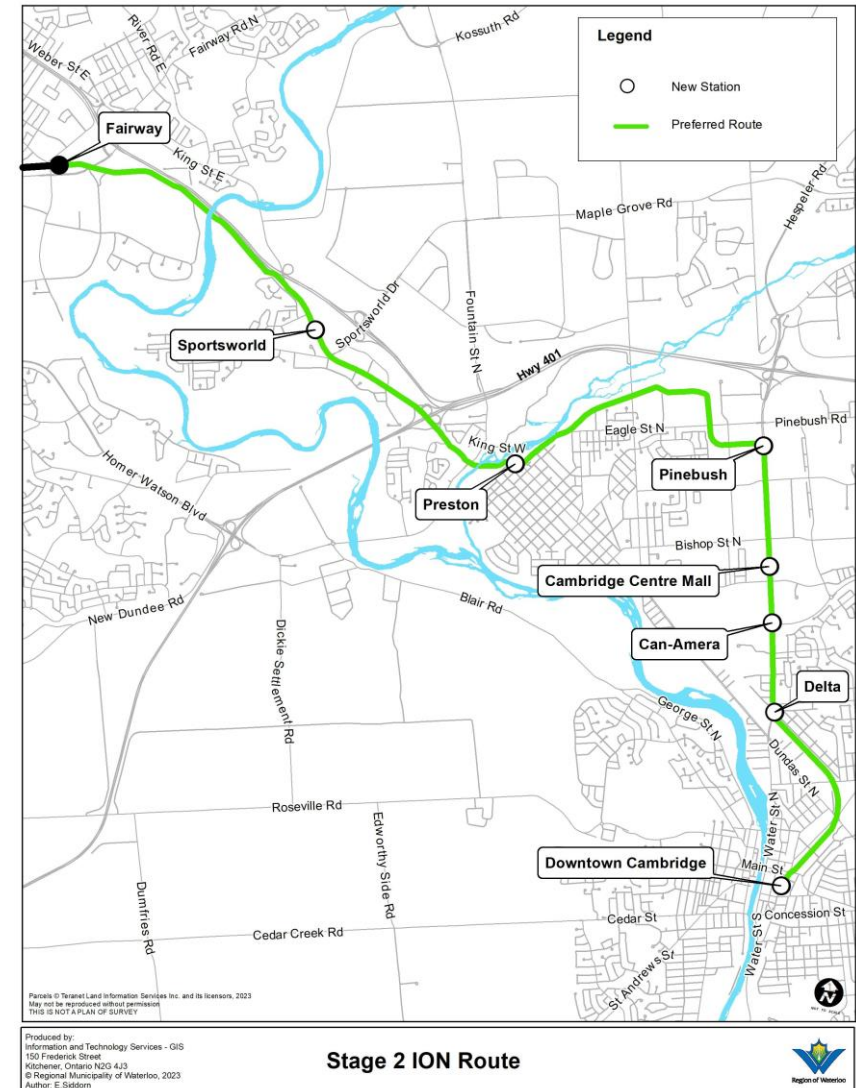 Legend
New Station
Preferred Route
Kossuth Rd
Fairway Rd N
River Rd E
Weber St E
Fairway
King St E
Hespeler Rd
Maple Grove Rd
Sportsworld Dr
Fountain St N
Sportsworld
Hwy 401
Pinebush Rd
Eagle St N
King St W
Pinebush
Homer Watson Blvd
Preston
Bishop St N
Cambridge Centre Mall
New Dundee Rd
Blair Rd
Can-Amera
Dickie Settlement Rd
Delta
George St N
Dundas St N
Roseville Rd
Water St N
Edworthy Side Rd
Downtown Cambridge
Main St
Dumfries Rd
Cedar St
Concession St
Cedar Creek Rd
Water St S
St Andrews St
Parcels © Teranet Land Information Services Inc. and its licensors, 2023
May not be reproduced without permission
THIS IS NOT A PLAN OF SURVEY
N
NOT TO SCALE
Produced by:
Information and Technology Services - GIS
150 Frederick Street
Kitchener, Ontario N2G 4J3
© Regional Municipality of Waterloo, 2023
Author: E.Siddorn
Stage 2 ION Route
Region of Waterloo